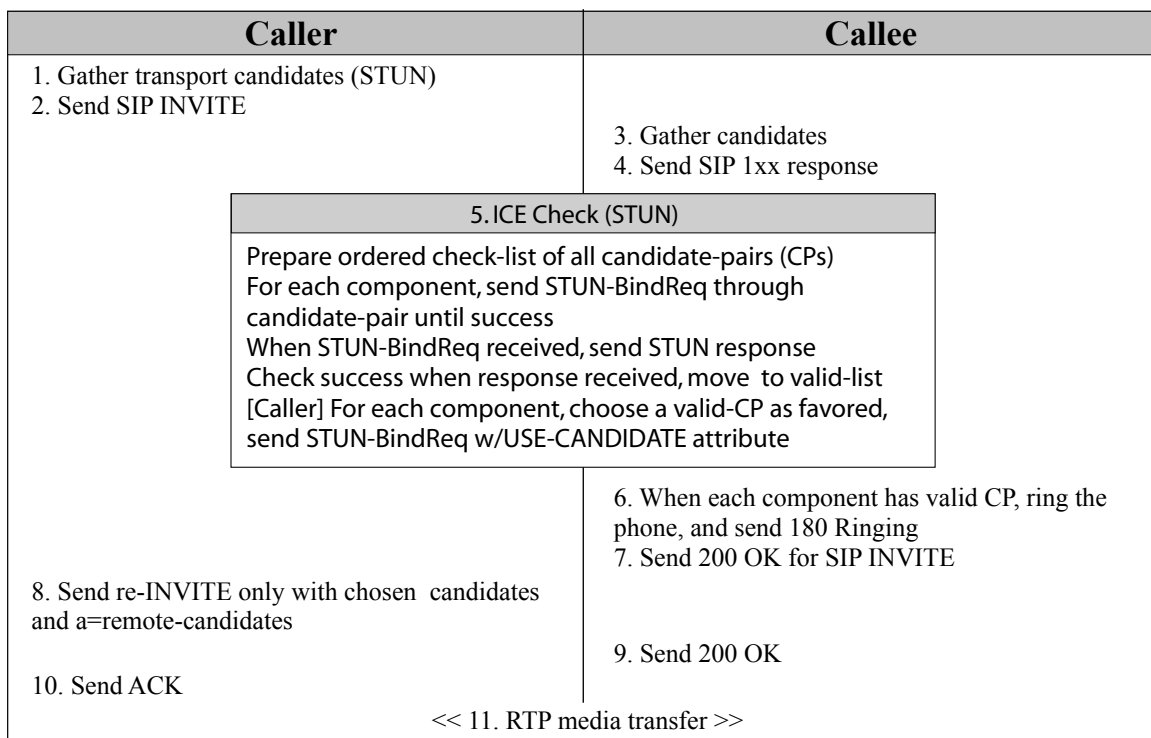 Caller
Callee
1. Gather transport candidates (STUN)
2. Send SIP INVITE
3. Gather candidates
4. Send SIP 1xx response
5. ICE Check (STUN)
Prepare ordered check-list of all candidate-pairs (CPs)
For each component, send STUN-BindReq through
candidate-pair until success
When STUN-BindReq received, send STUN response
Check success when response received, move to valid-list
[Caller] For each component, choose a valid-CP as favored,
send STUN-BindReq w/USE-CANDIDATE attribute
6. When each component has valid CP, ring the
phone, and send 180 Ringing
7. Send 200 OK for SIP INVITE
8. Send re-INVITE only with chosen candidates
and a=remote-candidates
9. Send 200 OK
10. Send ACK
<< 11. RTP media transfer >>